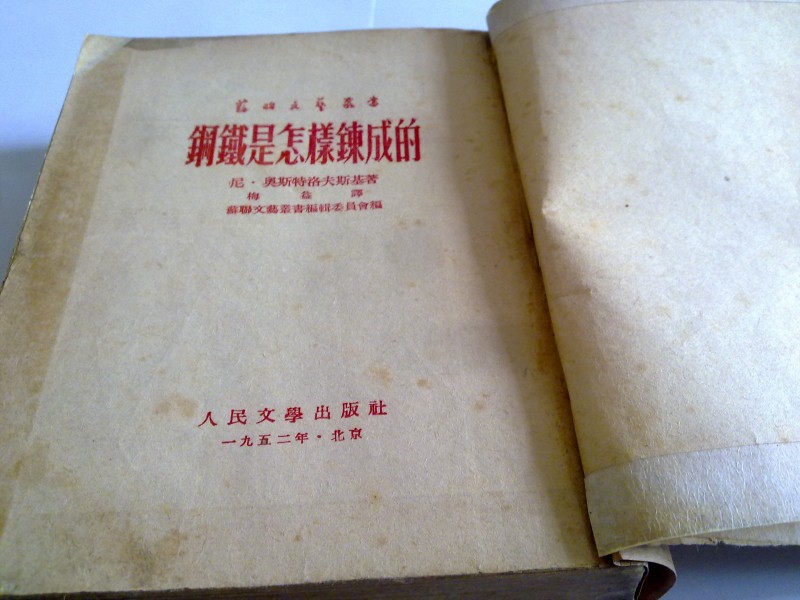 蘇聯文藝叢書
鋼鐵是怎樣鍊成的
尼·奧斯特洛夫斯基著
梅益譯
蘇聯文藝叢書編輯委員會編
人民文學出版社
一九五二年·北京